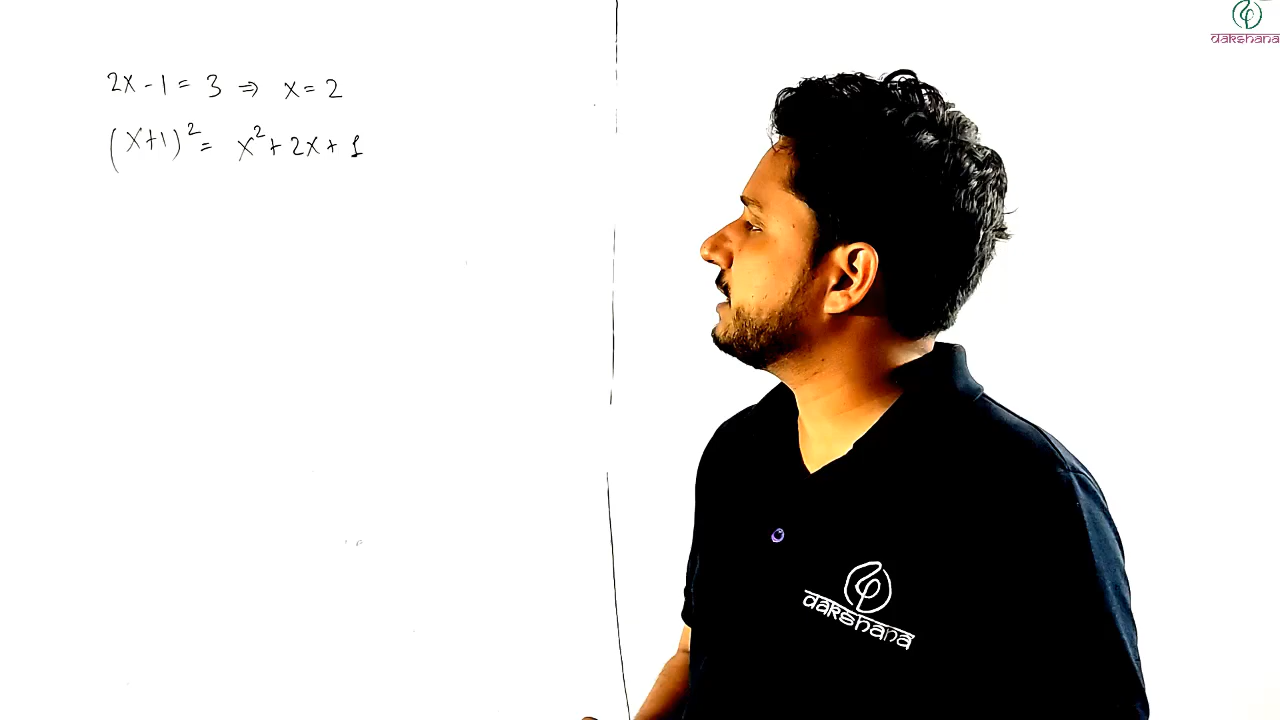 2x - 1 = 3 ⇒ x = 2
(x+1)² = x² + 2x + 1
dakshana
dakshana